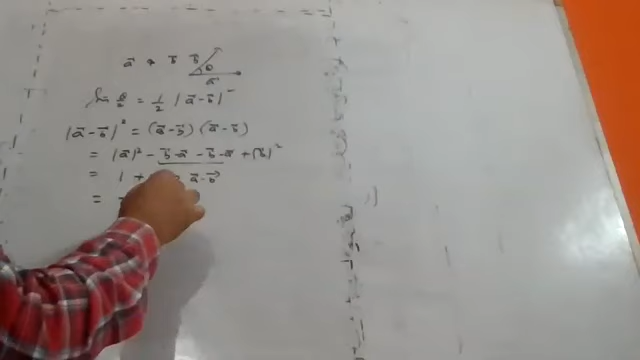 a⃗ & b⃗ b⃗ θ
a⃗
Sin θ/2 = 1/2 |a⃗-b⃗|
|a⃗-b⃗|² = (a⃗-b⃗) (a⃗-b⃗)
= |a⃗|² - b⃗·a⃗ - b⃗·a⃗ + |b⃗|²
= 1 + a⃗·b⃗
=